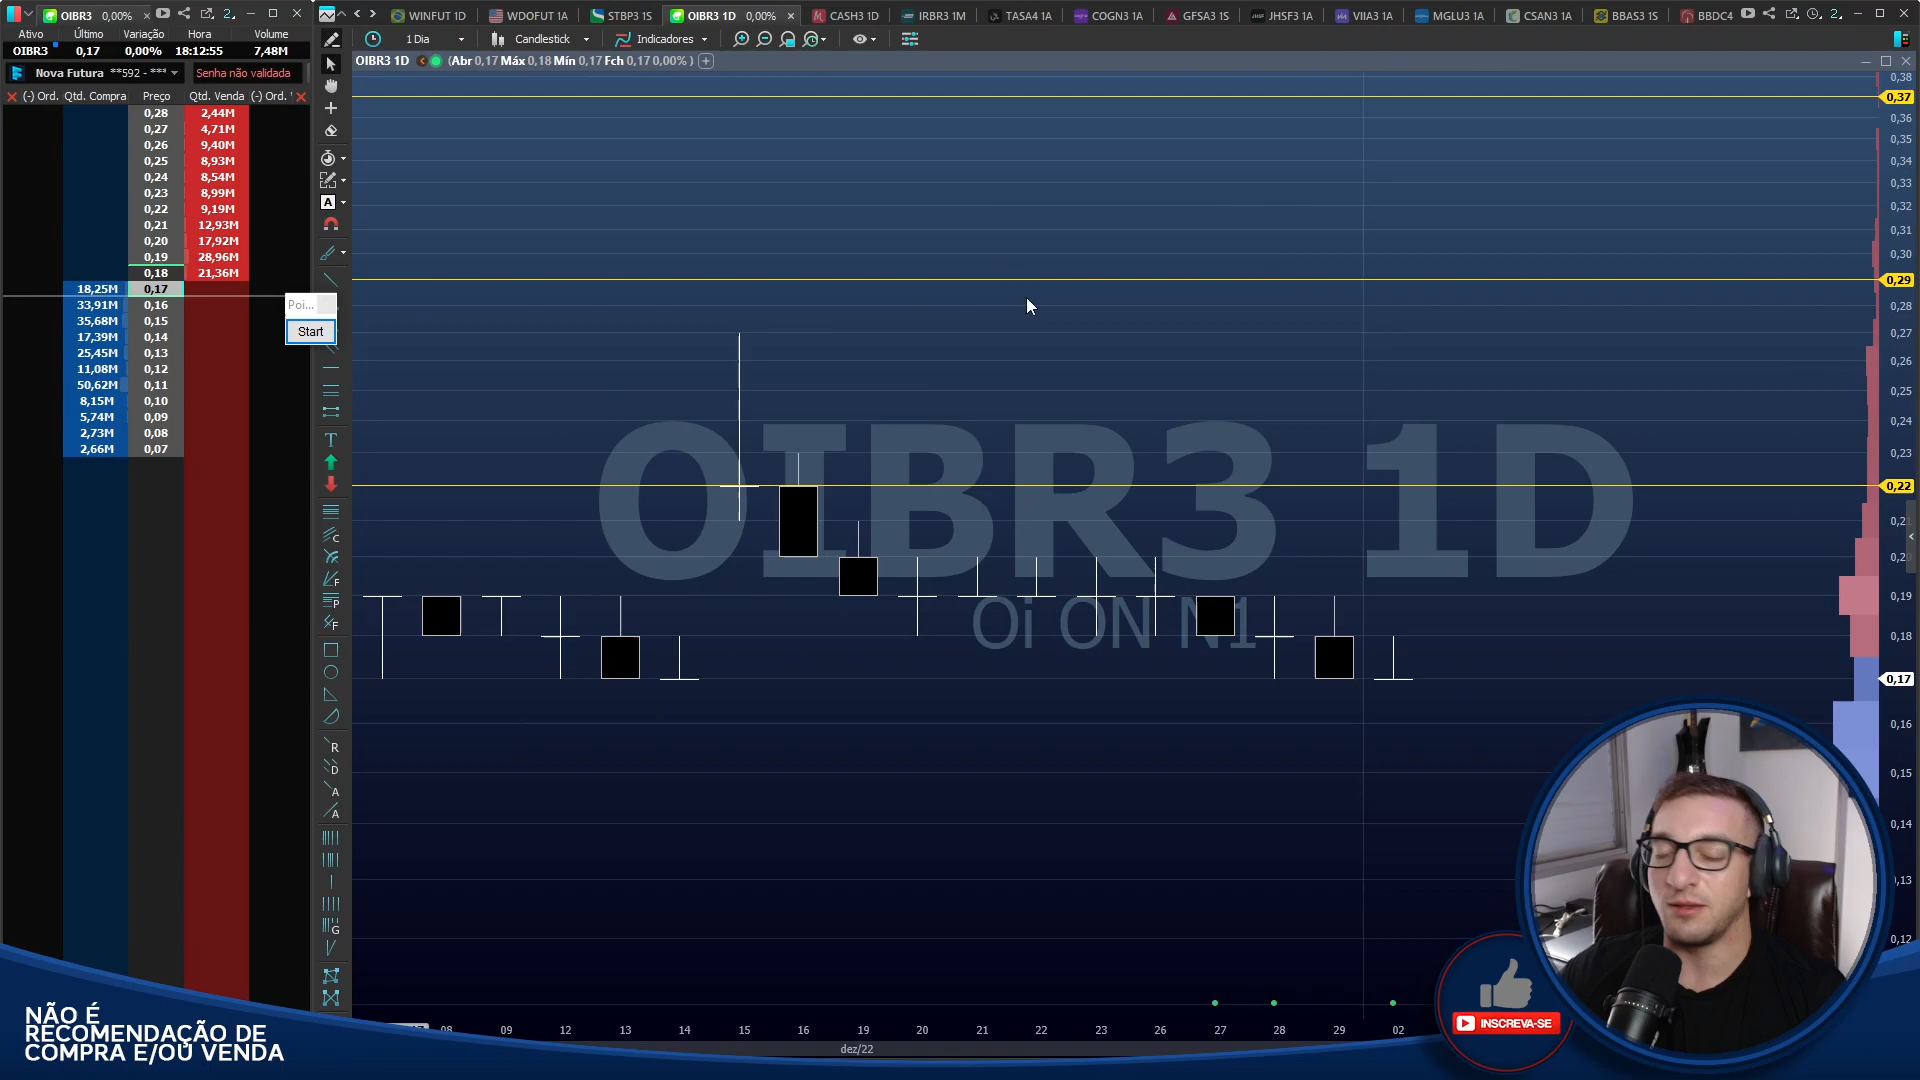 OIBR3 0,00% 2..
Ativo Último Variação Hora Volume
OIBR3 0,17 0,00% 18:12:55 7,48M
Nova Futura **592 - *** Senha não validada
(-) Ord. Qtd. Compra Preço Qtd. Venda (-) Ord. '
0,28 2,44M
0,27 4,71M
0,26 9,40M
0,25 8,93M
0,24 8,54M
0,23 8,99M
0,22 9,19M
0,21 12,93M
0,20 17,92M
0,19 28,96M
0,18 21,36M
18,25M 0,17
33,91M 0,16
35,68M 0,15
17,39M 0,14
25,45M 0,13
11,08M 0,12
50,62M 0,11
8,15M 0,10
5,74M 0,09
2,73M 0,08
2,66M 0,07
Poi...
Start
WINFUT 1D WDOFUT 1A STBP3 1S OIBR3 1D 0,00% CASH3 1D IRBR3 1M TASA4 1A COGN3 1A GFSA3 1S JHSF3 1A VIIA3 1A MGLU3 1A CSAN3 1A BBAS3 1S BBDC4 2..
1 Dia Candlestick Indicadores
OIBR3 1D (Abr 0,17 Máx 0,18 Mín 0,17 Fch 0,17 0,00% )
OIBR3 1D
Oi ON N1
0,38
0,37
0,36
0,35
0,34
0,33
0,32
0,31
0,30
0,29
0,28
0,27
0,26
0,25
0,24
0,23
0,22
0,21
0,20
0,19
0,18
0,17
0,16
0,15
0,14
0,13
0,12
08 09 12 13 14 15 16 19 20 21 22 23 26 27 28 29 02
dez/22
NÃO É
RECOMENDAÇÃO DE
COMPRA E/OU VENDA
INSCREVA-SE